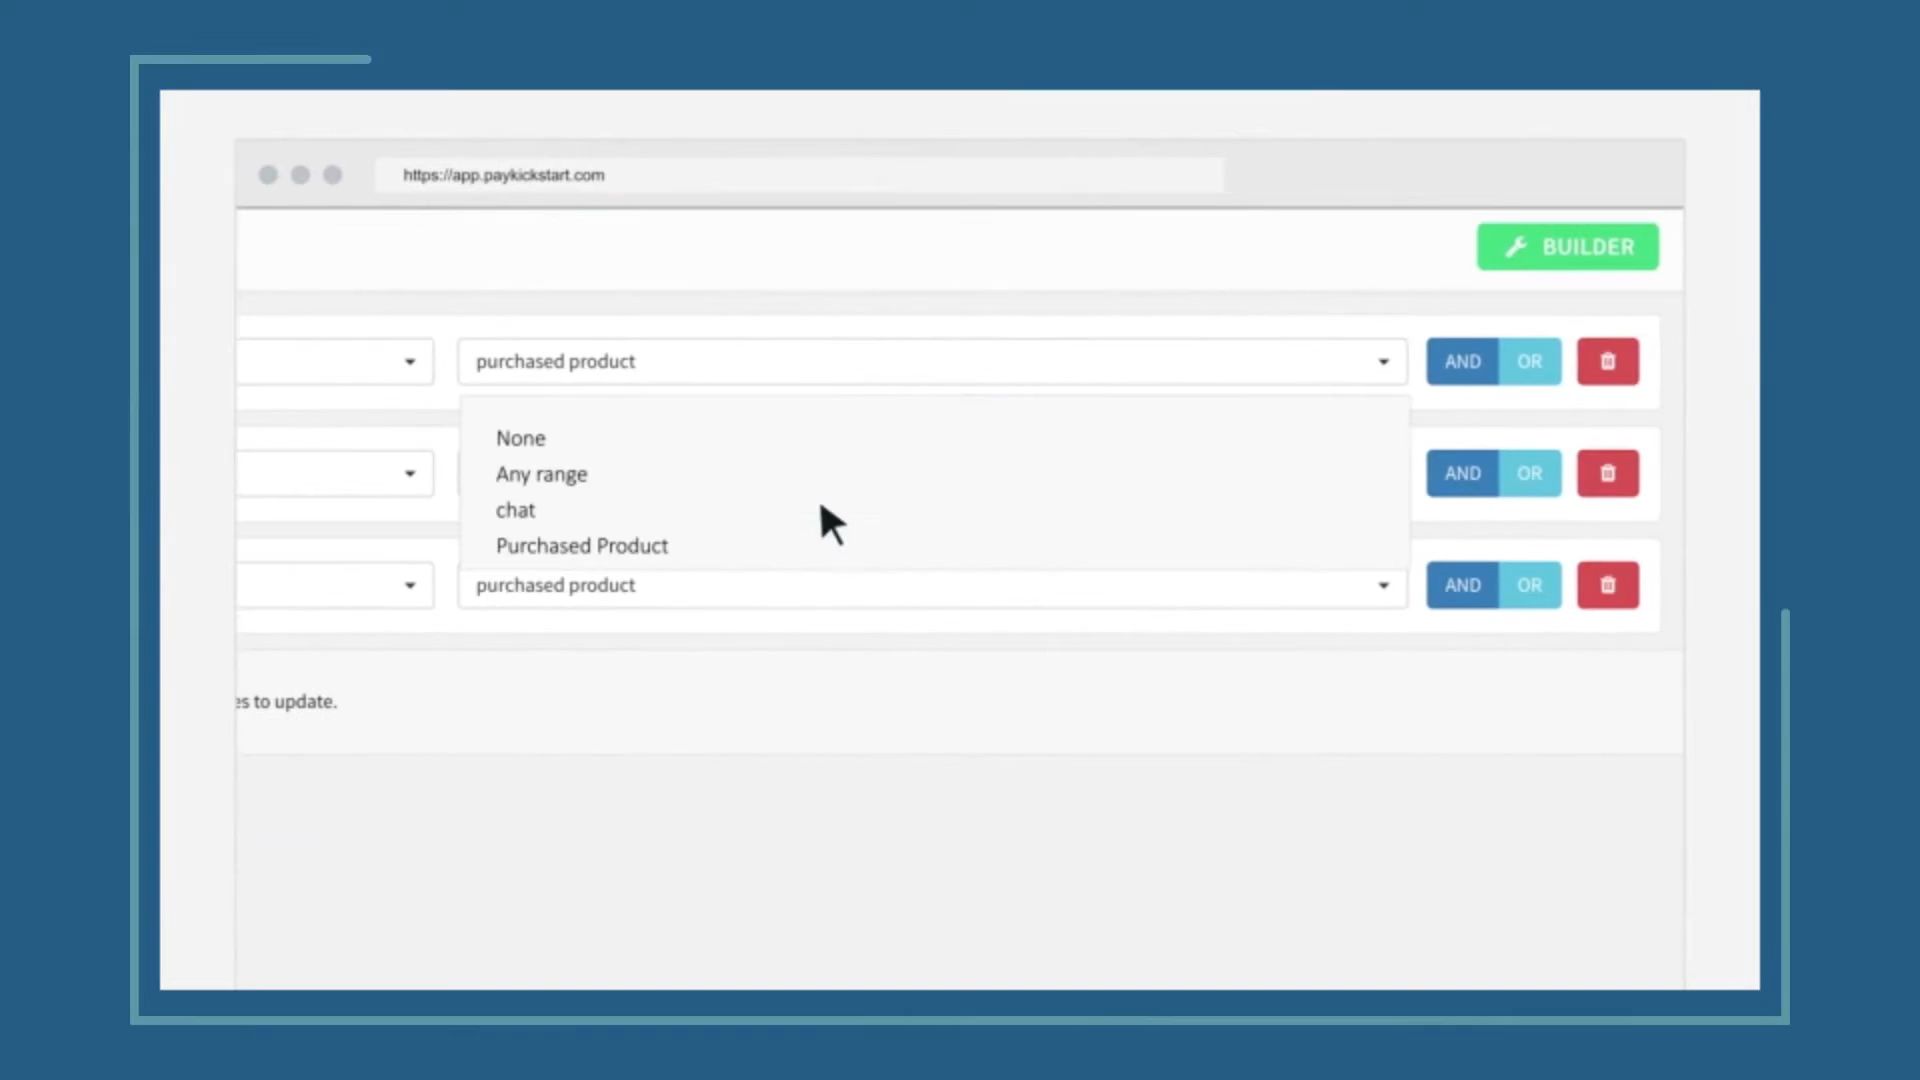 https://app.paykickstart.com
BUILDER
purchased product
AND OR
None
Any range
chat
Purchased Product
AND OR
purchased product
AND OR
es to update.